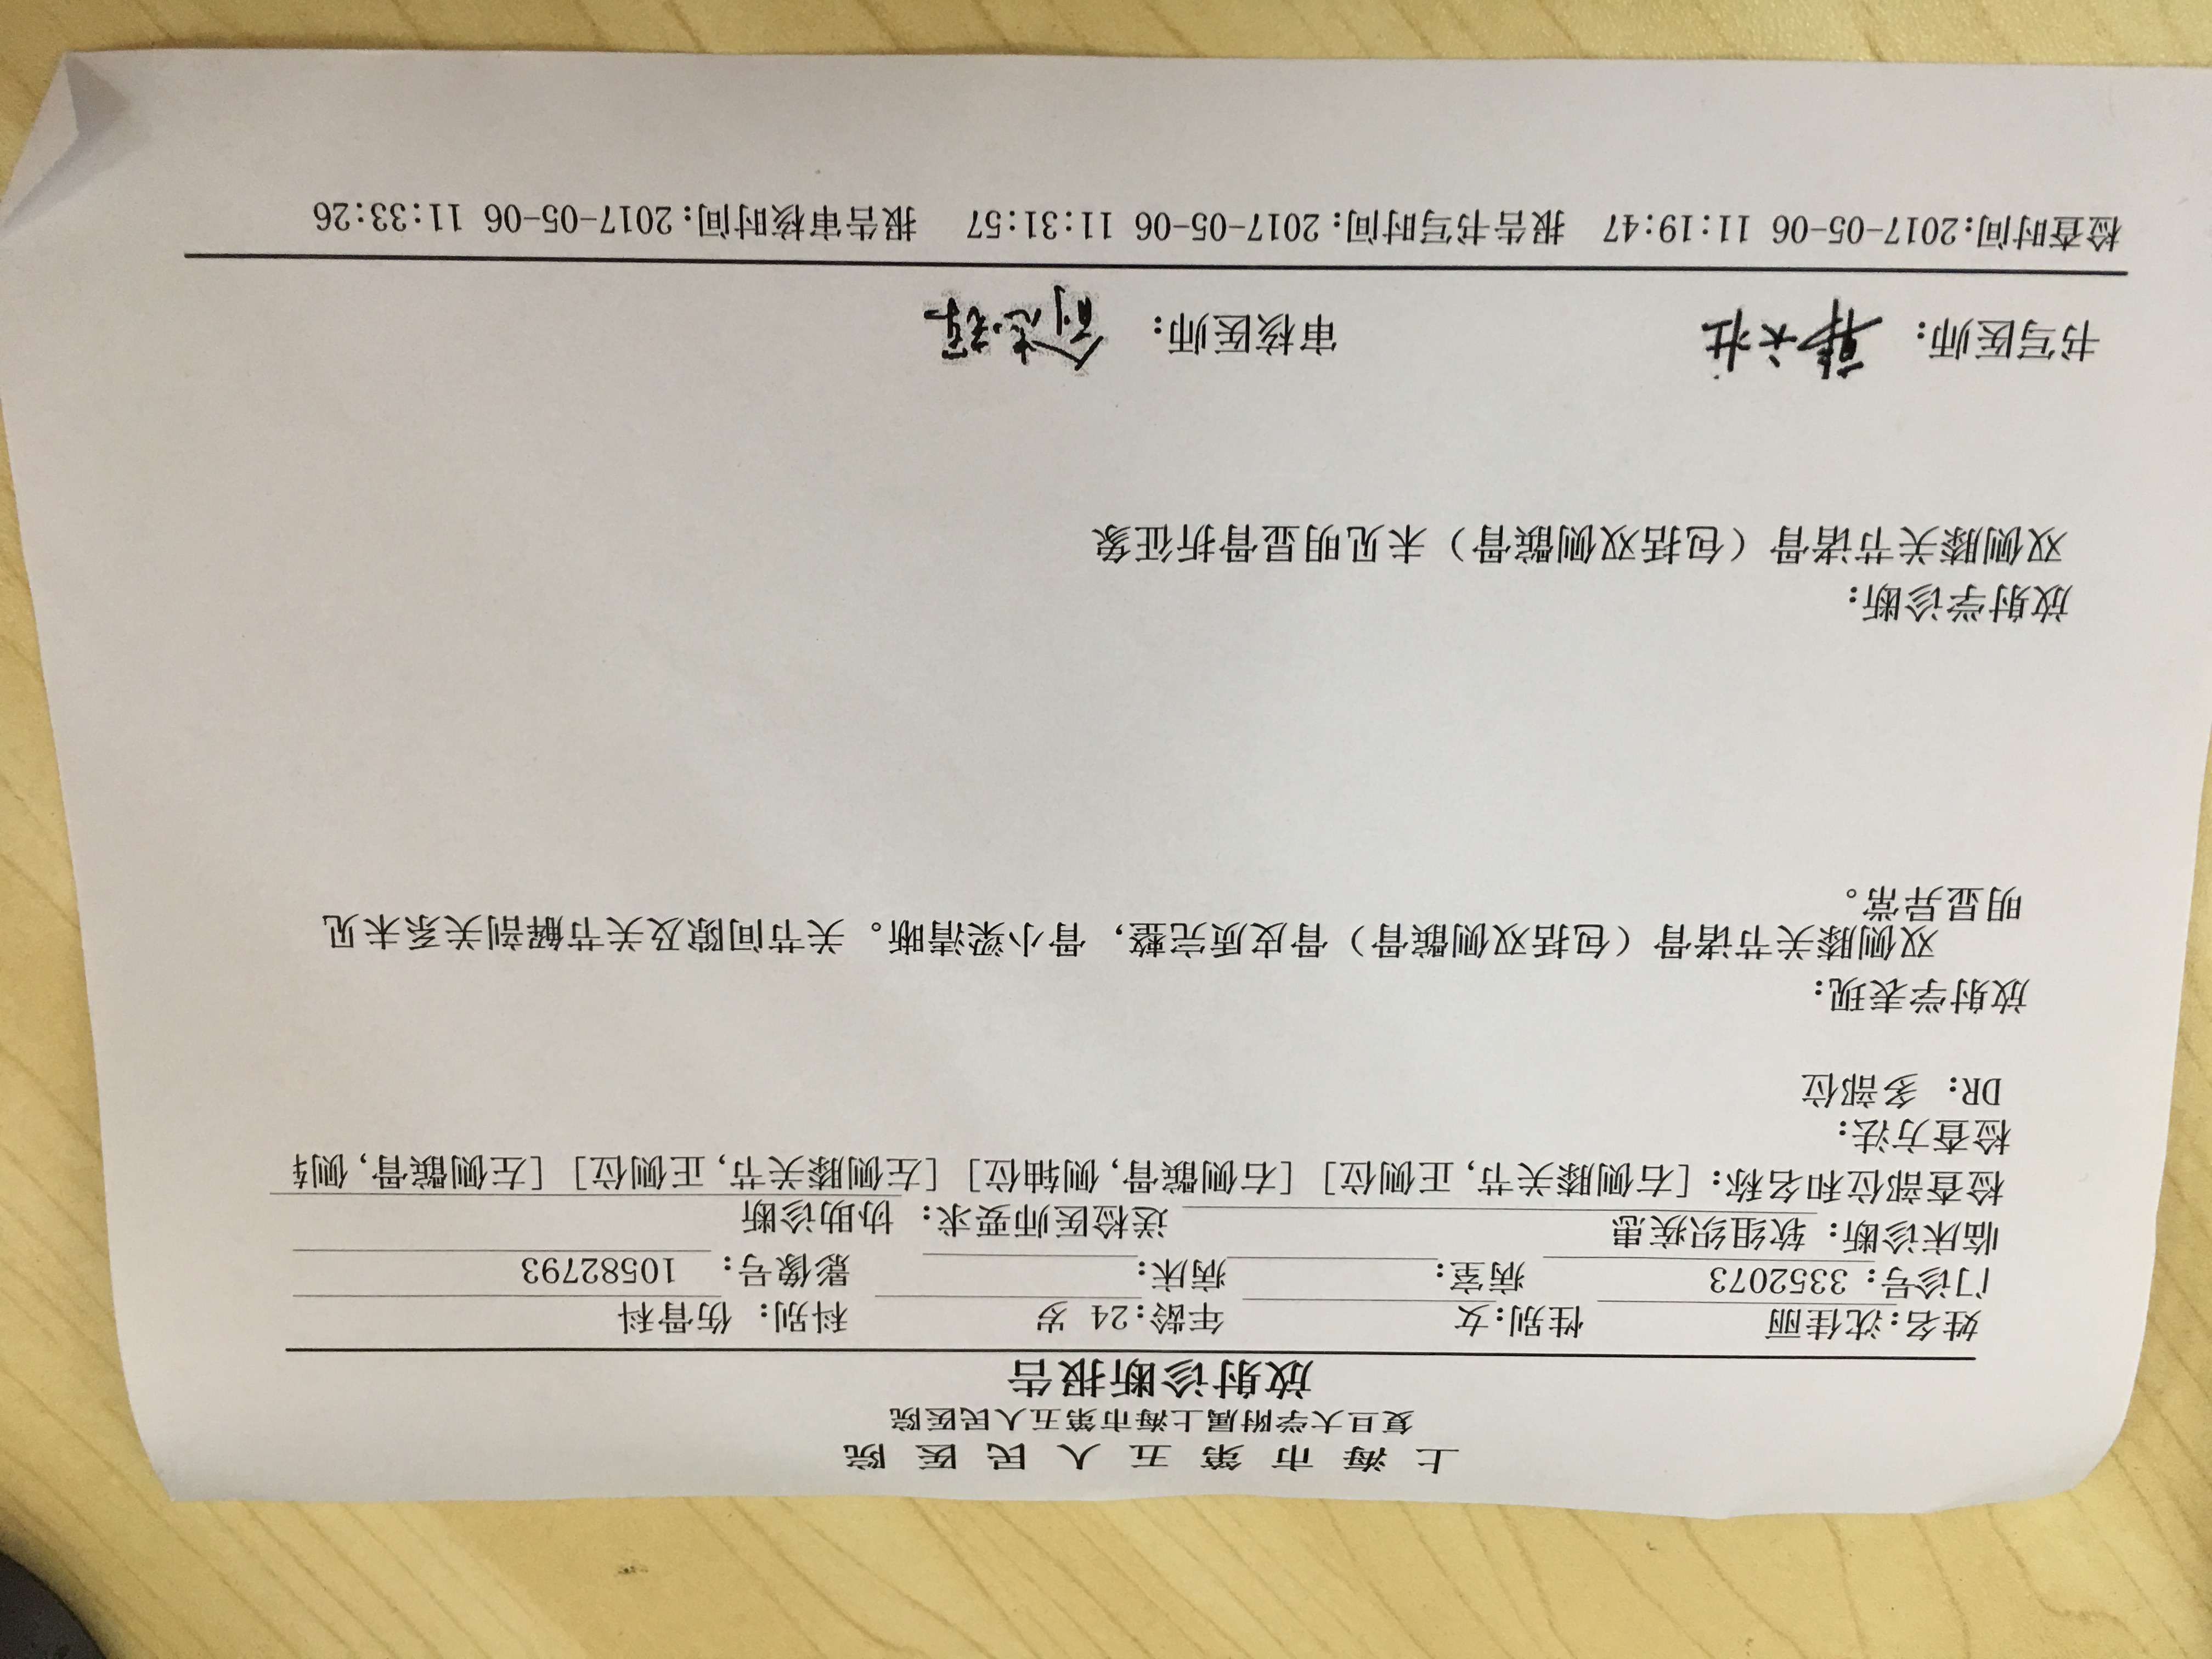 上海市第五人民医院
复旦大学附属上海市第五人民医院
放射诊断报告
姓名:沈佳丽 性别:女 年龄:24 岁 科别: 伤骨科
门诊号: 3352073 病室: 病床: 影像号: 10582793
临床诊断: 软组织疾患 送检医师要求: 协助诊断
检查部位和名称: [右侧膝关节,正侧位] [右侧髌骨,侧轴位] [左侧膝关节,正侧位] [左侧髌骨,侧
检查方法:
DR: 多部位
放射学表现:
双侧膝关节诸骨（包括双侧髌骨）骨皮质完整，骨小梁清晰。关节间隙及关节解剖关系未见
明显异常。
放射学诊断:
双侧膝关节诸骨（包括双侧髌骨）未见明显骨折征象
书写医师: 韩天壮 审核医师: 俞志辉
检查时间:2017-05-06 11:19:47 报告书写时间: 2017-05-06 11:31:57 报告审核时间:2017-05-06 11:33:26